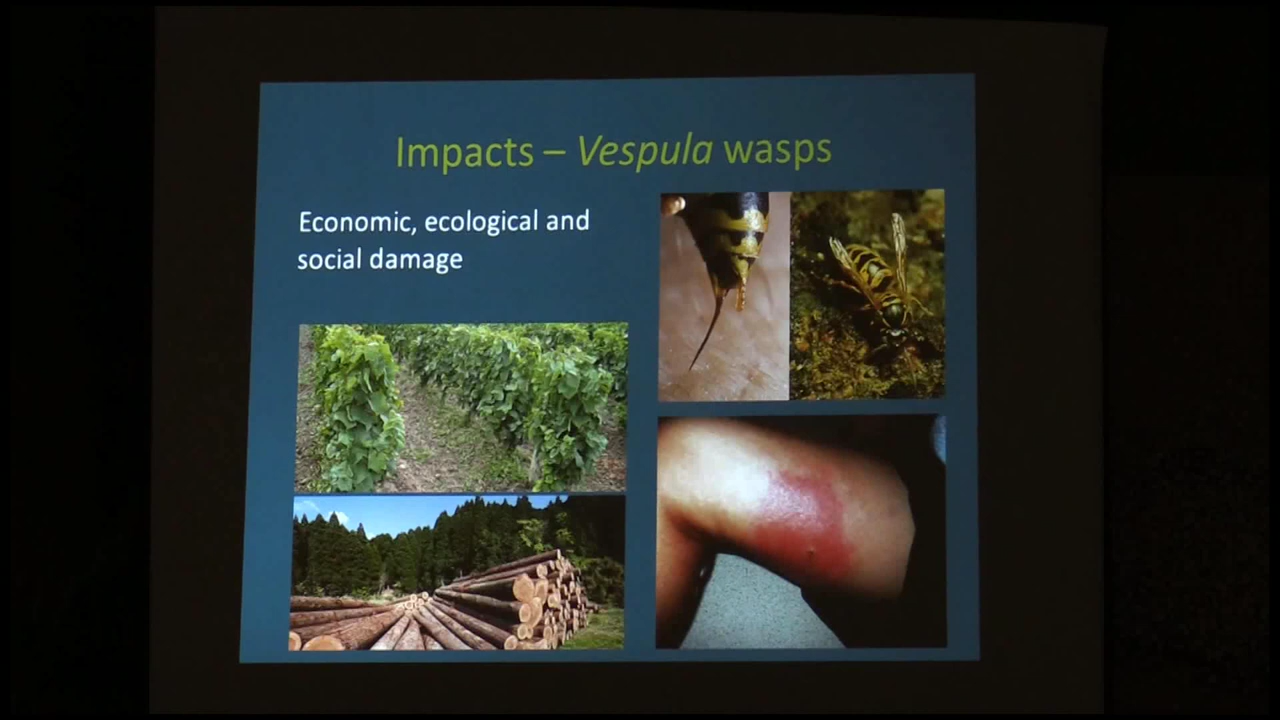 Impacts – Vespula wasps
Economic, ecological and
social damage